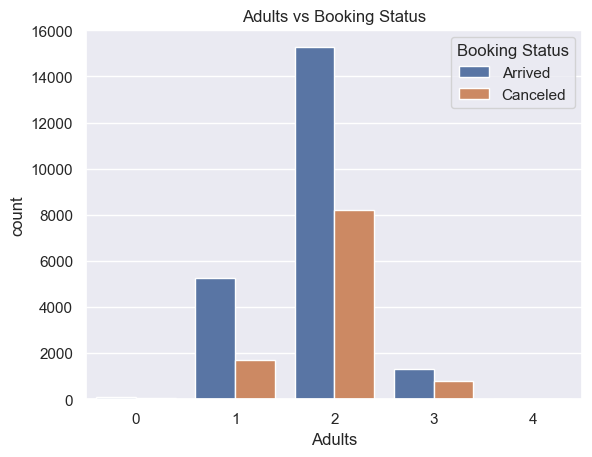 Adults vs Booking Status
Booking Status
Arrived
Canceled
count
16000
14000
12000
10000
8000
6000
4000
2000
0
0 1 2 3 4
Adults